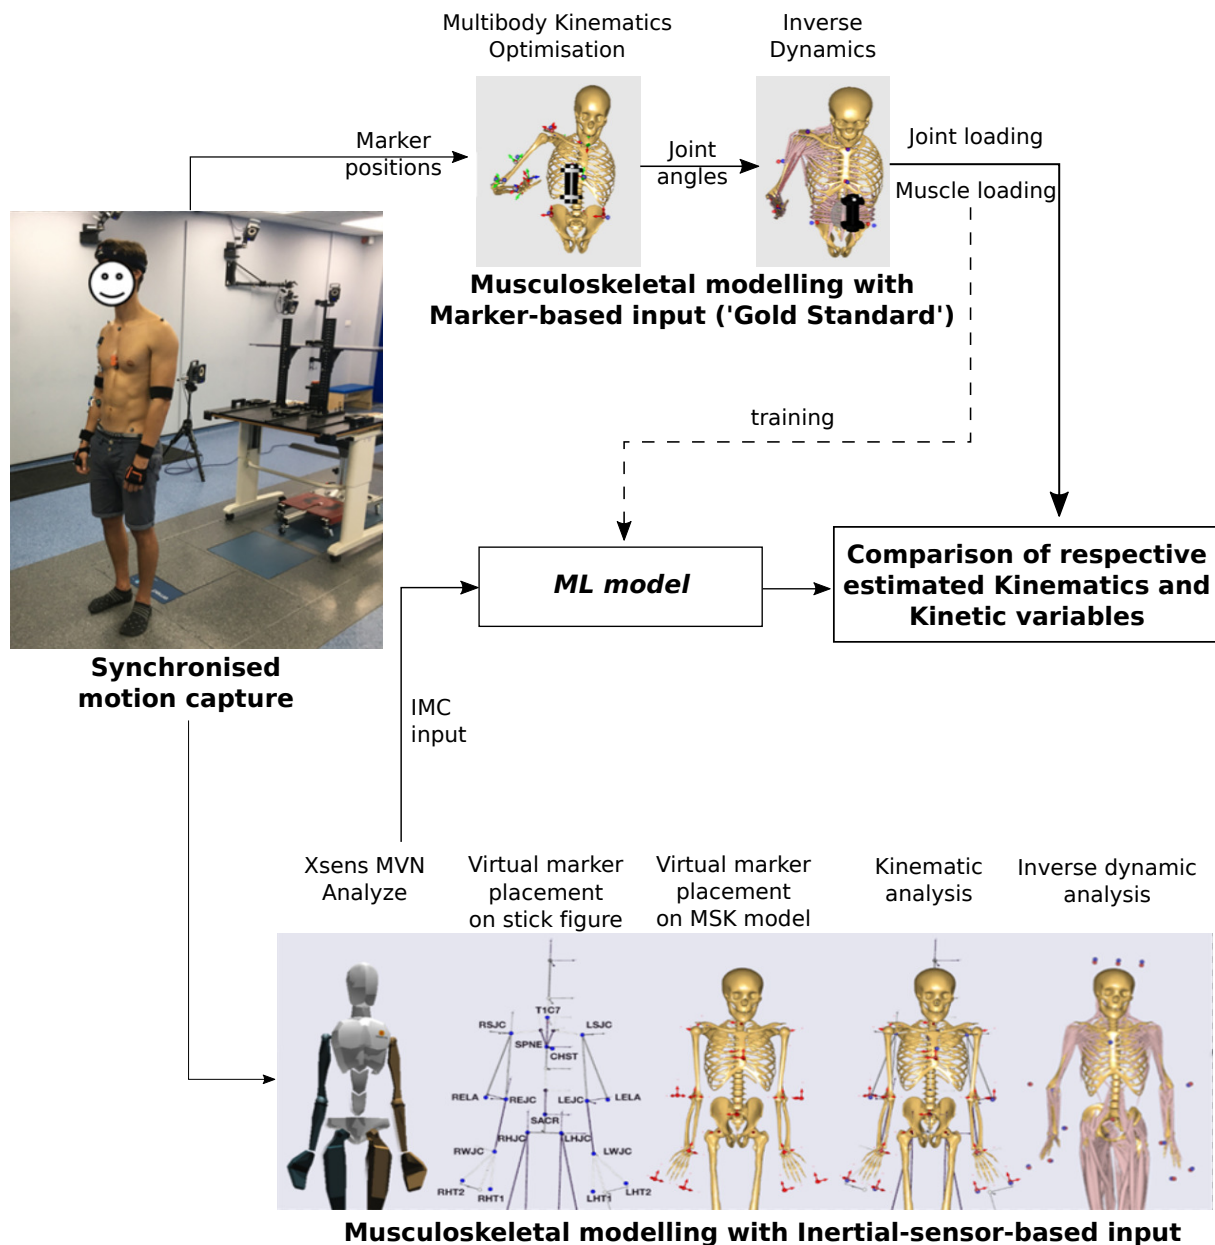 Multibody Kinematics
Optimisation
Inverse
Dynamics
Marker
positions
Joint
angles
Joint loading
Muscle loading
Musculoskeletal modelling with
Marker-based input ('Gold Standard')
training
ML model
Comparison of respective
estimated Kinematics and
Kinetic variables
Synchronised
motion capture
IMC
input
Xsens MVN
Analyze
Virtual marker
placement
on stick figure
Virtual marker
placement
on MSK model
Kinematic
analysis
Inverse dynamic
analysis
T1C7
RSJC
LSJC
SPNE
CHST
RELA
REJC
LEJC
LELA
SACR
RHJC
LHJC
RWJC
LWJC
RHT2
RHT1
LHT1
LHT2
Musculoskeletal modelling with Inertial-sensor-based input